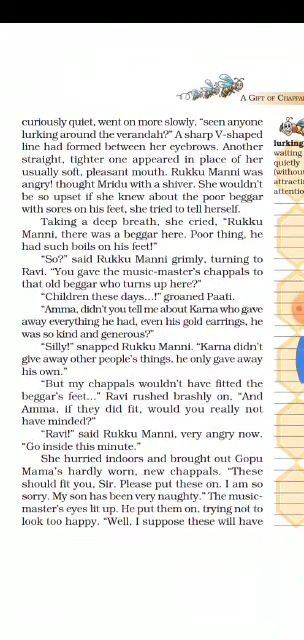 A GIFT OF CHAPPA
curiously quiet, went on more slowly, "seen anyone
lurking around the verandah?" A sharp V-shaped
line had formed between her eyebrows. Another
straight, tighter one appeared in place of her
usually soft, pleasant mouth. Rukku Manni was
angry! thought Mridu with a shiver. She wouldn't
be so upset if she knew about the poor beggar
with sores on his feet, she tried to tell herself.
Taking a deep breath, she cried, "Rukku
Manni, there was a beggar here. Poor thing, he
had such boils on his feet!"
"So?" said Rukku Manni grimly, turning to
Ravi. "You gave the music-master's chappals to
that old beggar who turns up here?"
"Children these days...!" groaned Paati.
"Amma, didn't you tell me about Karna who gave
away everything he had, even his gold earrings, he
was so kind and generous?"
"Silly!" snapped Rukku Manni. "Karna didn't
give away other people's things, he only gave away
his own."
"But my chappals wouldn't have fitted the
beggar's feet..." Ravi rushed brashly on, "And
Amma, if they did fit, would you really not
have minded?"
"Ravi!" said Rukku Manni, very angry now.
"Go inside this minute."
She hurried indoors and brought out Gopu
Mama's hardly worn, new chappals. "These
should fit you, Sir. Please put these on. I am so
sorry. My son has been very naughty." The music-
master's eyes lit up. He put them on, trying not to
look too happy. "Well, I suppose these will have
lurking
waiting
quietly
(without
attracti
attentio